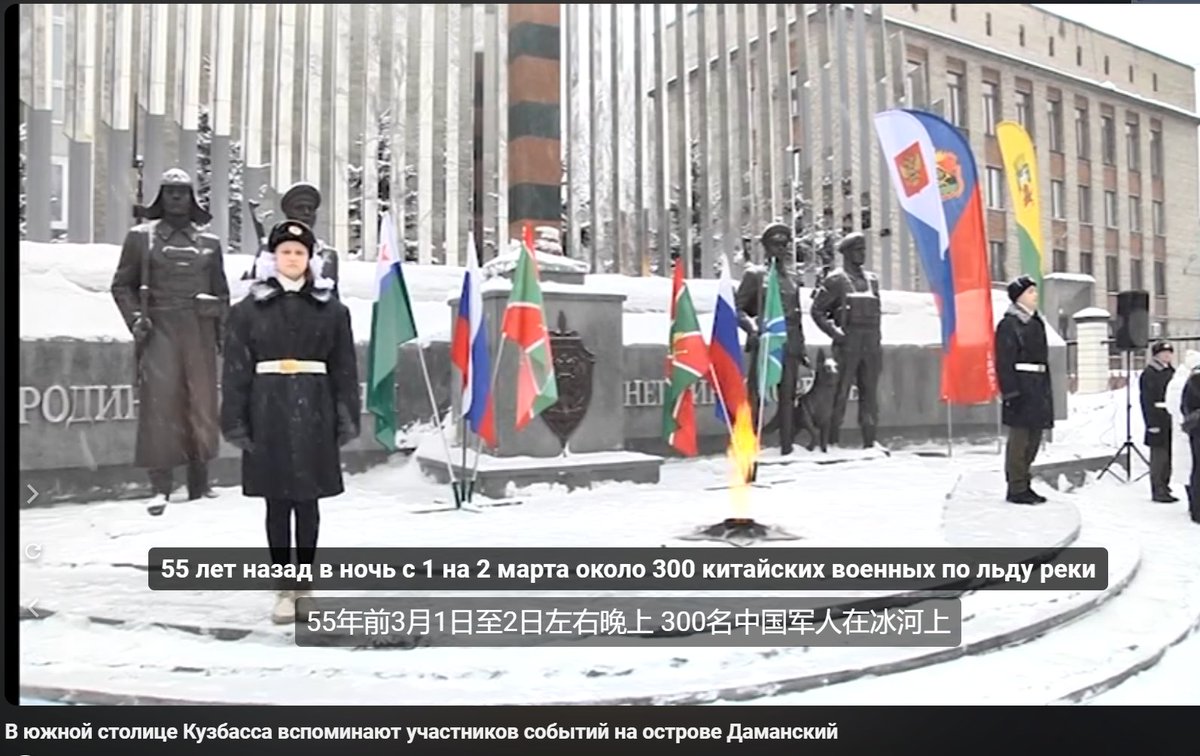 РОДИН
55 лет назад в ночь с 1 на 2 марта около 300 китайских военных по льду реки
55年前3月1日至2日左右晚上 300名中国军人在冰河上
В южной столице Кузбасса вспоминают участников событий на острове Даманский